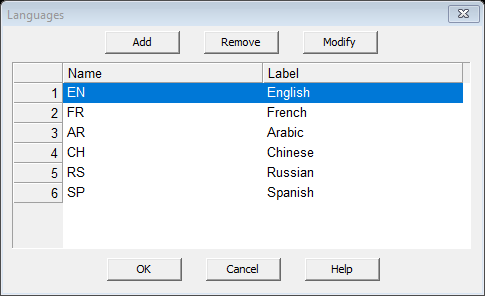 Languages
Add Remove Modify
Name Label
1 EN English
2 FR French
3 AR Arabic
4 CH Chinese
5 RS Russian
6 SP Spanish
OK Cancel Help